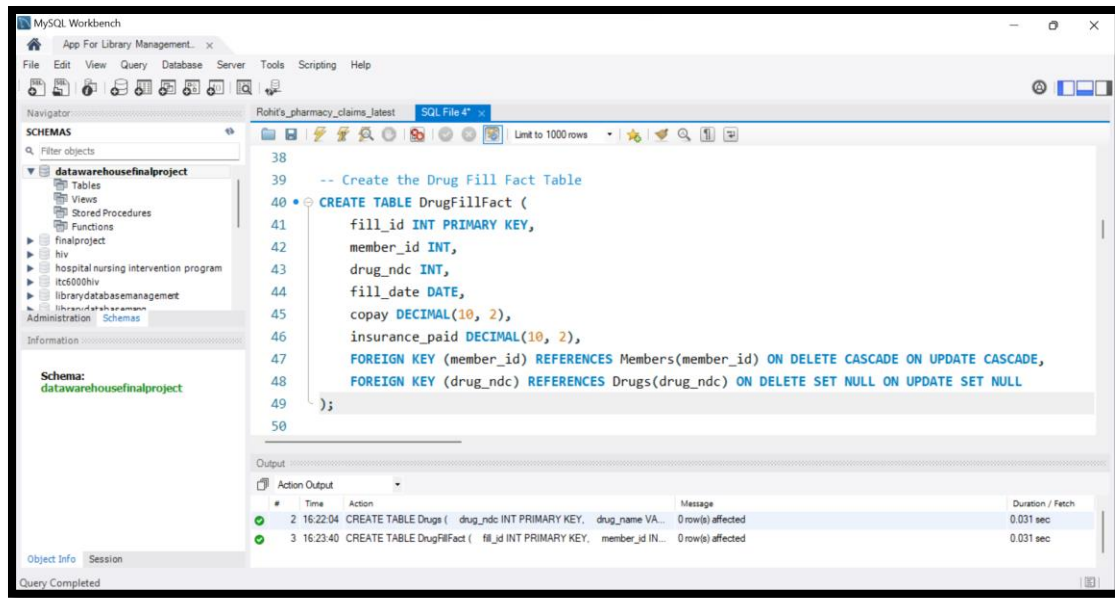 MySQL Workbench
App For Library Management..
File Edit View Query Database Server Tools Scripting Help
Navigator
SCHEMAS
Filter objects
datawarehousefinalproject
Tables
Views
Stored Procedures
Functions
finalproject
hiv
hospital nursing intervention program
itc6000hiv
librarydatabasemanagement
Administration Schemas
Information
Schema:
datawarehousefinalproject
Object Info Session
Query Completed
Rohit's_pharmacy_claims_latest SQL File 4*
Limit to 1000 rows
38
39 -- Create the Drug Fill Fact Table
40 CREATE TABLE DrugFillFact (
41 fill_id INT PRIMARY KEY,
42 member_id INT,
43 drug_ndc INT,
44 fill_date DATE,
45 copay DECIMAL(10, 2),
46 insurance_paid DECIMAL(10, 2),
47 FOREIGN KEY (member_id) REFERENCES Members(member_id) ON DELETE CASCADE ON UPDATE CASCADE,
48 FOREIGN KEY (drug_ndc) REFERENCES Drugs(drug_ndc) ON DELETE SET NULL ON UPDATE SET NULL
49 );
50
Output
Action Output
# Time Action Message Duration / Fetch
2 16:22:04 CREATE TABLE Drugs ( drug_ndc INT PRIMARY KEY, drug_name VA... 0 row(s) affected 0.031 sec
3 16:23:40 CREATE TABLE DrugFillFact ( fill_id INT PRIMARY KEY, member_id IN... 0 row(s) affected 0.031 sec